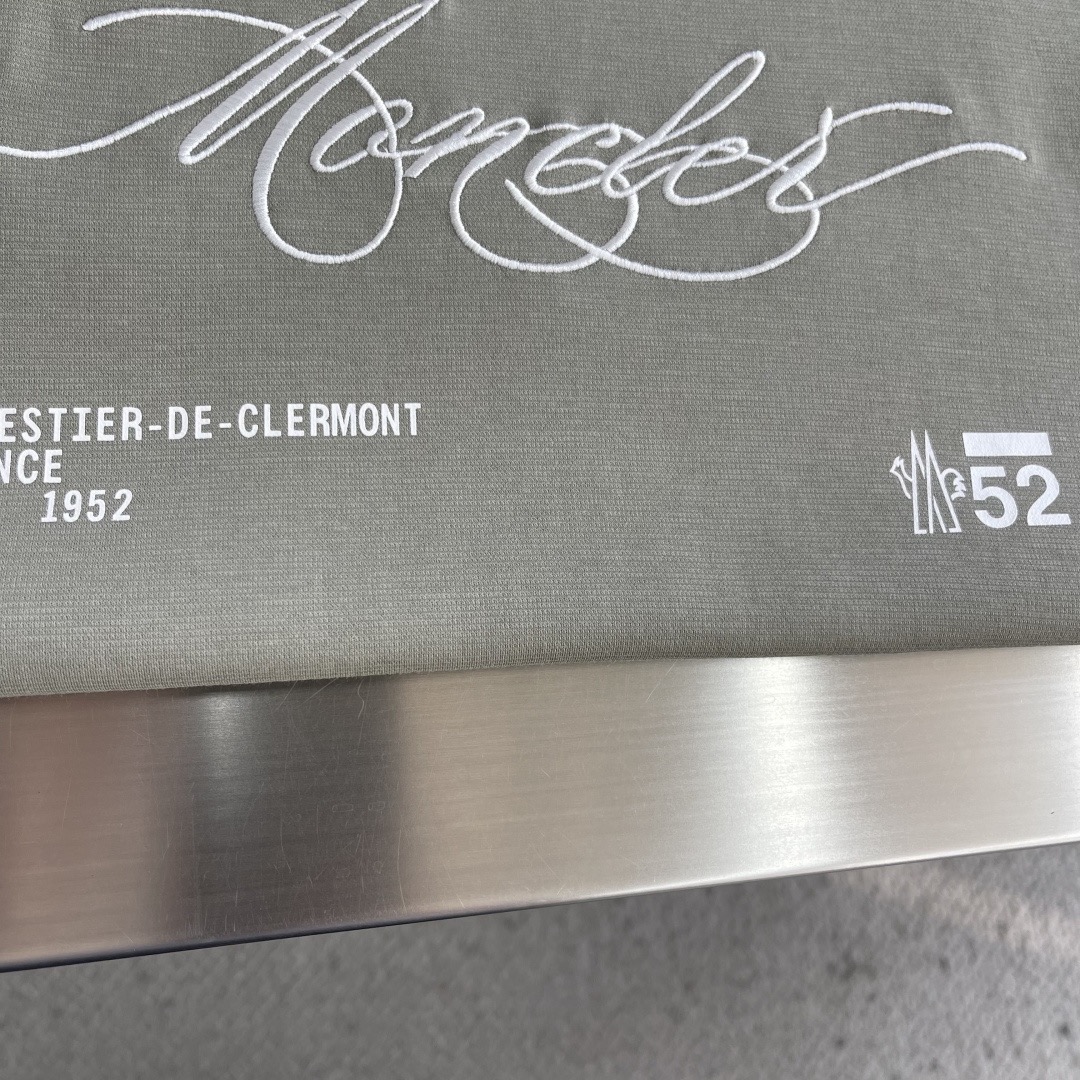 Moncler
ESTIER-DE-CLERMONT
NCE
1952
52